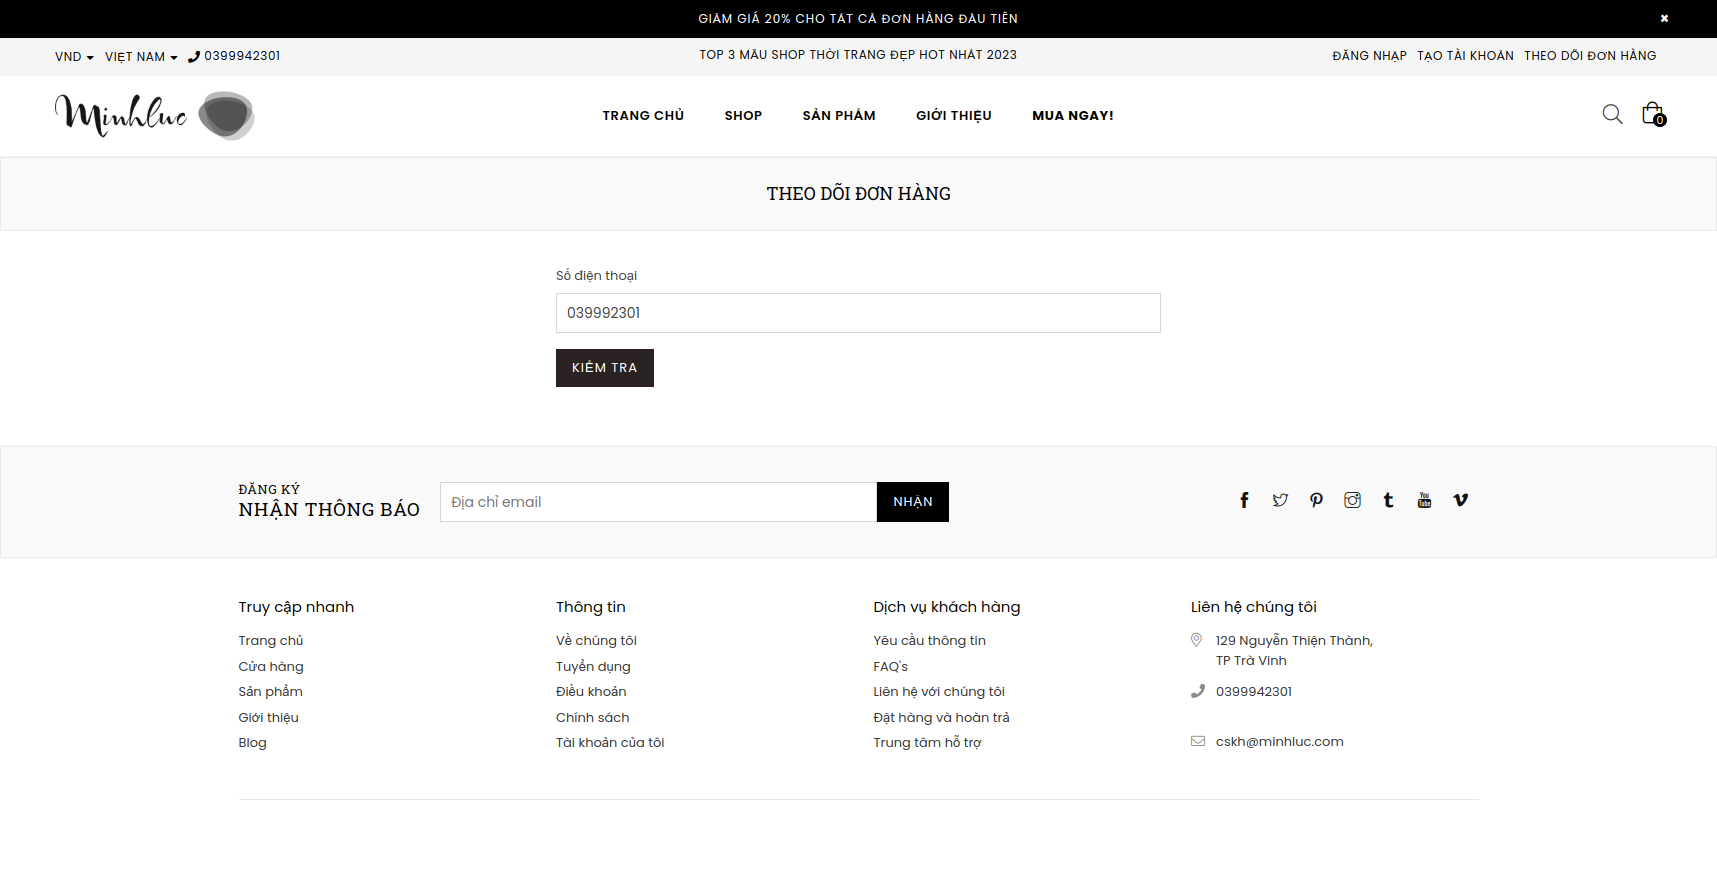 GIẢM GIÁ 20% CHO TẤT CẢ ĐƠN HÀNG ĐẦU TIÊN
VND VIỆT NAM 0399942301
TOP 3 MẪU SHOP THỜI TRANG ĐẸP HOT NHẤT 2023
ĐĂNG NHẬP TẠO TÀI KHOẢN THEO DÕI ĐƠN HÀNG
Minhluc
TRANG CHỦ SHOP SẢN PHẨM GIỚI THIỆU MUA NGAY!
0
THEO DÕI ĐƠN HÀNG
Số điện thoại
039992301
KIỂM TRA
ĐĂNG KÝ
NHẬN THÔNG BÁO
Địa chỉ email
NHẬN
You
Tube
Truy cập nhanh
Trang chủ
Cửa hàng
Sản phẩm
Giới thiệu
Blog
Thông tin
Về chúng tôi
Tuyển dụng
Điều khoản
Chính sách
Tài khoản của tôi
Dịch vụ khách hàng
Yêu cầu thông tin
FAQ's
Liên hệ với chúng tôi
Đặt hàng và hoàn trả
Trung tâm hỗ trợ
Liên hệ chúng tôi
129 Nguyễn Thiện Thành,
TP Trà Vinh
0399942301
cskh@minhluc.com